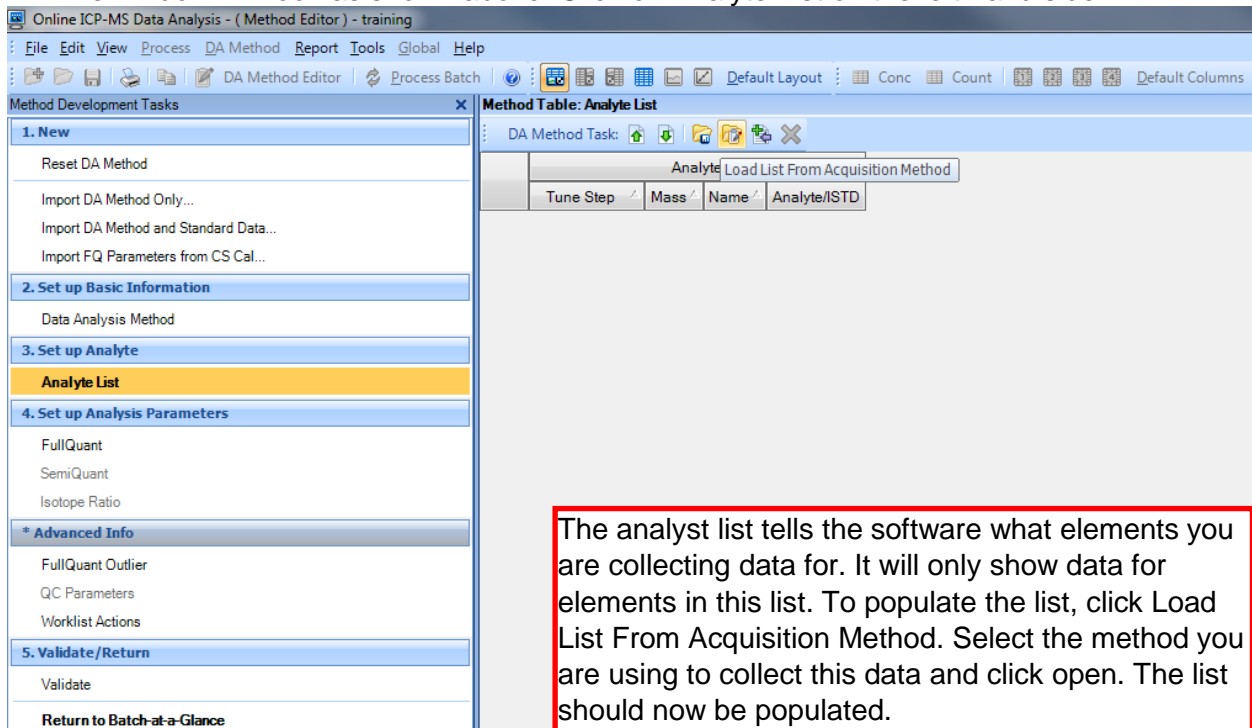 Online ICP-MS Data Analysis - ( Method Editor ) - training
File Edit View Process DA Method Report Tools Global Help
DA Method Editor Process Batch Default Layout Conc Count Default Columns
Method Development Tasks X
Method Table: Analyte List
1. New
DA Method Task:
Reset DA Method
Analyte
Load List From Acquisition Method
Tune Step Mass Name Analyte/ISTD
Import DA Method Only...
Import DA Method and Standard Data...
Import FQ Parameters from CS Cal...
2. Set up Basic Information
Data Analysis Method
3. Set up Analyte
Analyte List
4. Set up Analysis Parameters
FullQuant
SemiQuant
Isotope Ratio
* Advanced Info
FullQuant Outlier
QC Parameters
Worklist Actions
5. Validate/Return
Validate
Return to Batch-at-a-Glance
The analyst list tells the software what elements you
are collecting data for. It will only show data for
elements in this list. To populate the list, click Load
List From Acquisition Method. Select the method you
are using to collect this data and click open. The list
should now be populated.